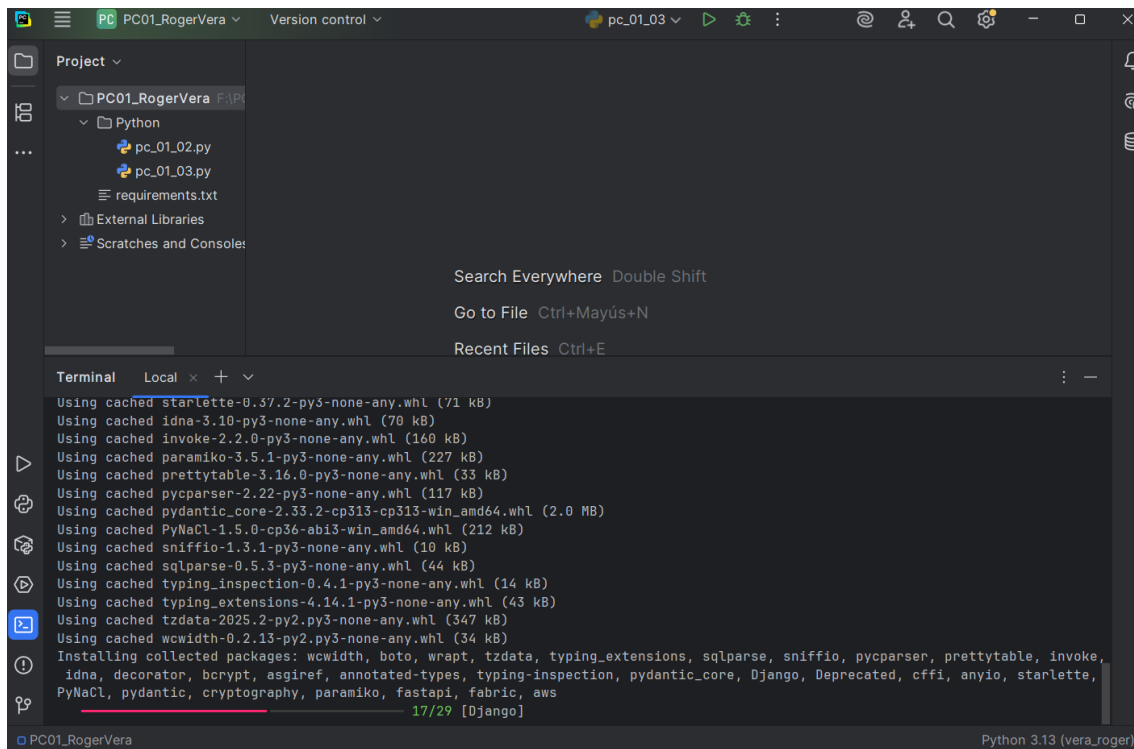 PC PC01_RogerVera Version control pc_01_03
Project
PC01_RogerVera F:\PC
Python
pc_01_02.py
pc_01_03.py
requirements.txt
External Libraries
Scratches and Consoles
Search Everywhere Double Shift
Go to File Ctrl+Mayús+N
Recent Files Ctrl+E
Terminal Local
Using cached starlette-0.37.2-py3-none-any.whl (71 kB)
Using cached idna-3.10-py3-none-any.whl (70 kB)
Using cached invoke-2.2.0-py3-none-any.whl (160 kB)
Using cached paramiko-3.5.1-py3-none-any.whl (227 kB)
Using cached prettytable-3.16.0-py3-none-any.whl (33 kB)
Using cached pycparser-2.22-py3-none-any.whl (117 kB)
Using cached pydantic_core-2.33.2-cp313-cp313-win_amd64.whl (2.0 MB)
Using cached PyNaCl-1.5.0-cp36-abi3-win_amd64.whl (212 kB)
Using cached sniffio-1.3.1-py3-none-any.whl (10 kB)
Using cached sqlparse-0.5.3-py3-none-any.whl (44 kB)
Using cached typing_inspection-0.4.1-py3-none-any.whl (14 kB)
Using cached typing_extensions-4.14.1-py3-none-any.whl (43 kB)
Using cached tzdata-2025.2-py2.py3-none-any.whl (347 kB)
Using cached wcwidth-0.2.13-py2.py3-none-any.whl (34 kB)
Installing collected packages: wcwidth, boto, wrapt, tzdata, typing_extensions, sqlparse, sniffio, pycparser, prettytable, invoke,
idna, decorator, bcrypt, asgiref, annotated-types, typing-inspection, pydantic_core, Django, Deprecated, cffi, anyio, starlette,
PyNaCl, pydantic, cryptography, paramiko, fastapi, fabric, aws
17/29 [Django]
PC01_RogerVera Python 3.13 (vera_roger)